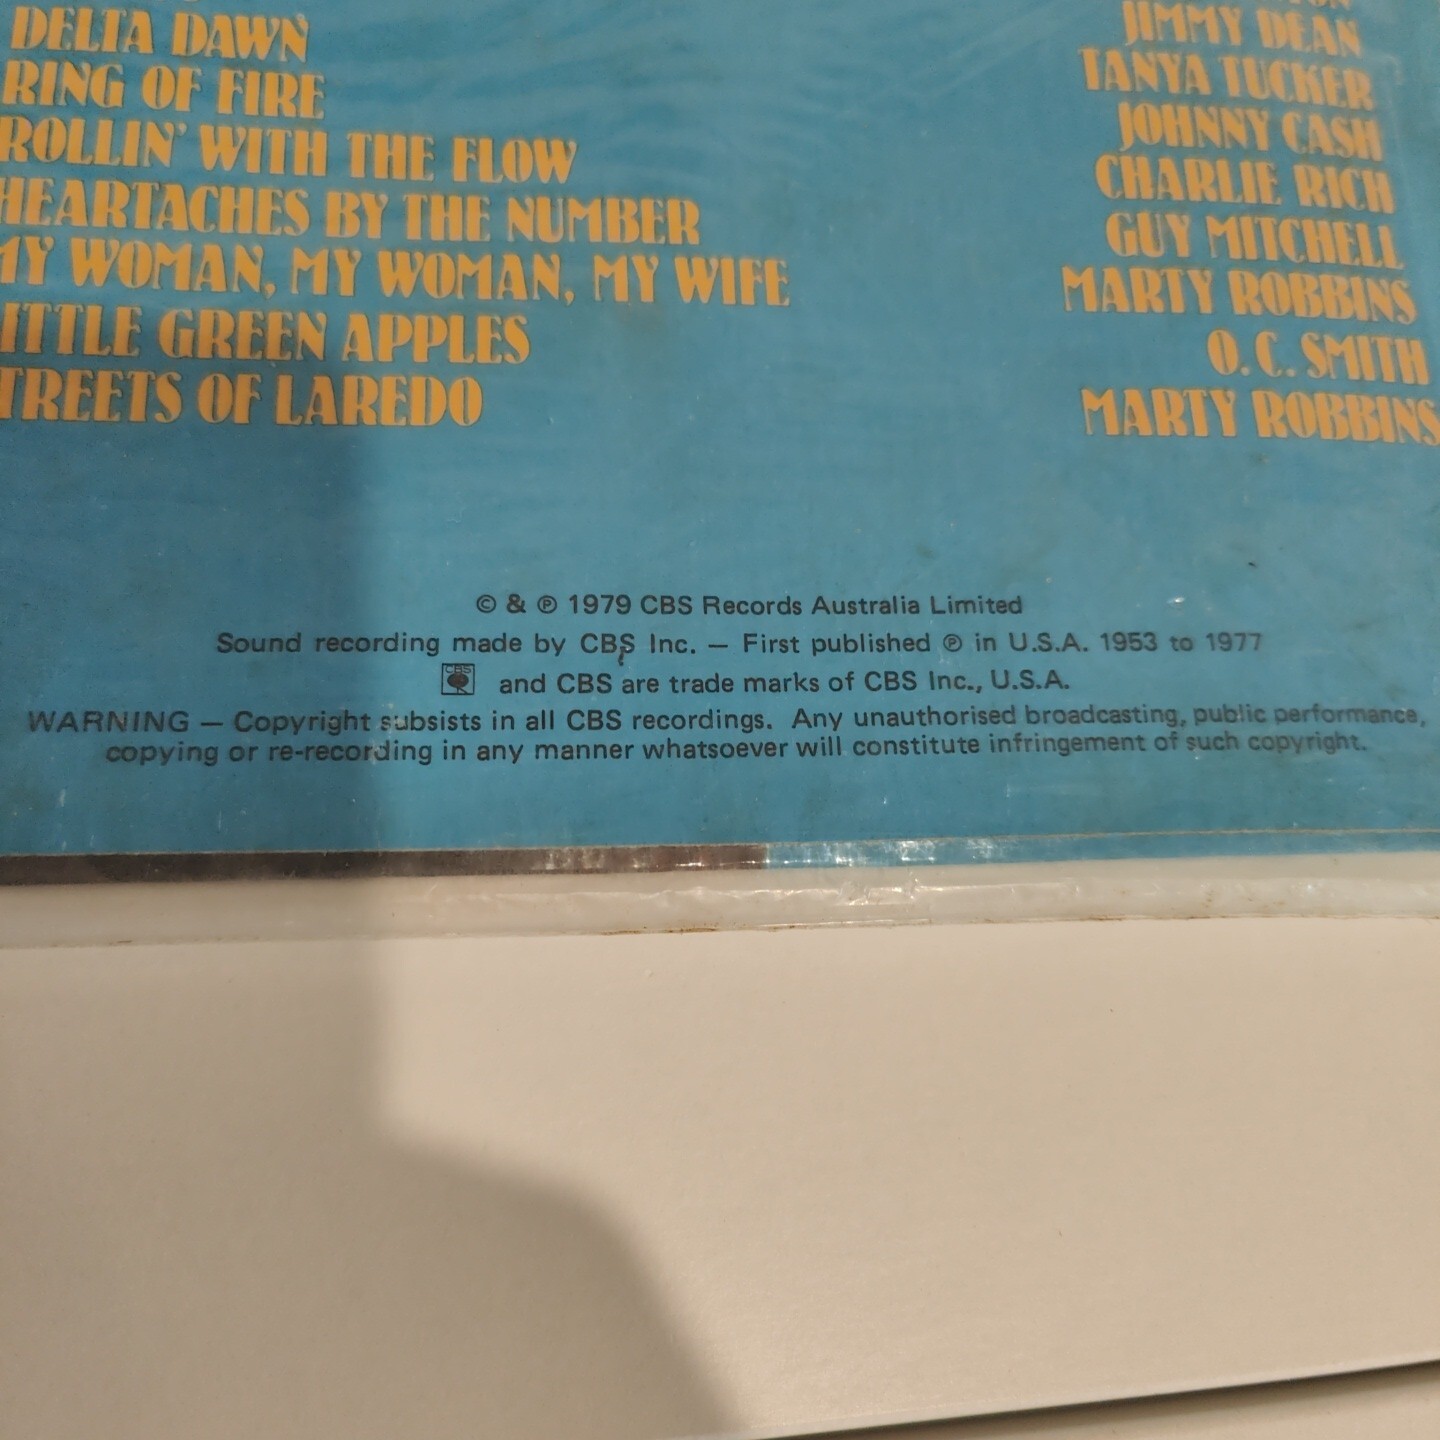 JIMMY DEAN
DELTA DAWN TANYA TUCKER
RING OF FIRE JOHNNY CASH
ROLLIN' WITH THE FLOW CHARLIE RICH
HEARTACHES BY THE NUMBER GUY MITCHELL
MY WOMAN, MY WOMAN, MY WIFE MARTY ROBBINS
ITTLE GREEN APPLES O. C. SMITH
TREETS OF LAREDO MARTY ROBBINS
© & ℗ 1979 CBS Records Australia Limited
Sound recording made by CBS Inc. — First published ℗ in U.S.A. 1953 to 1977
CBS and CBS are trade marks of CBS Inc., U.S.A.
WARNING — Copyright subsists in all CBS recordings. Any unauthorised broadcasting, public performance,
copying or re-recording in any manner whatsoever will constitute infringement of such copyright.